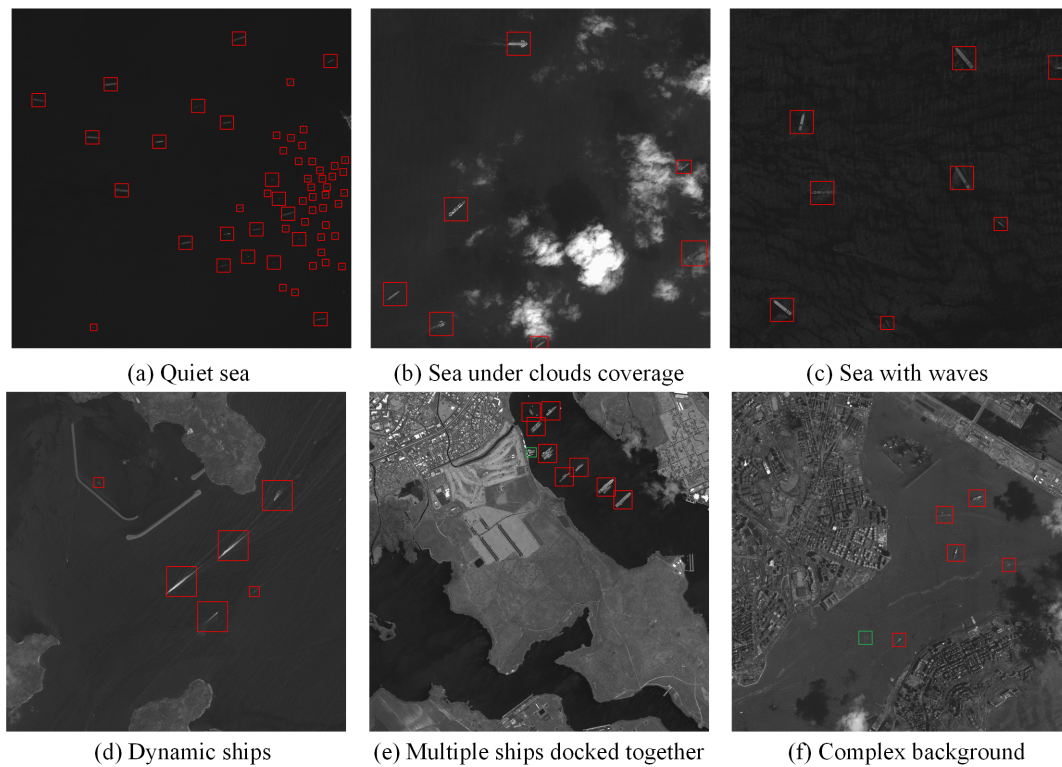 (a) Quiet sea
(b) Sea under clouds coverage
(c) Sea with waves
(d) Dynamic ships
(e) Multiple ships docked together
(f) Complex background